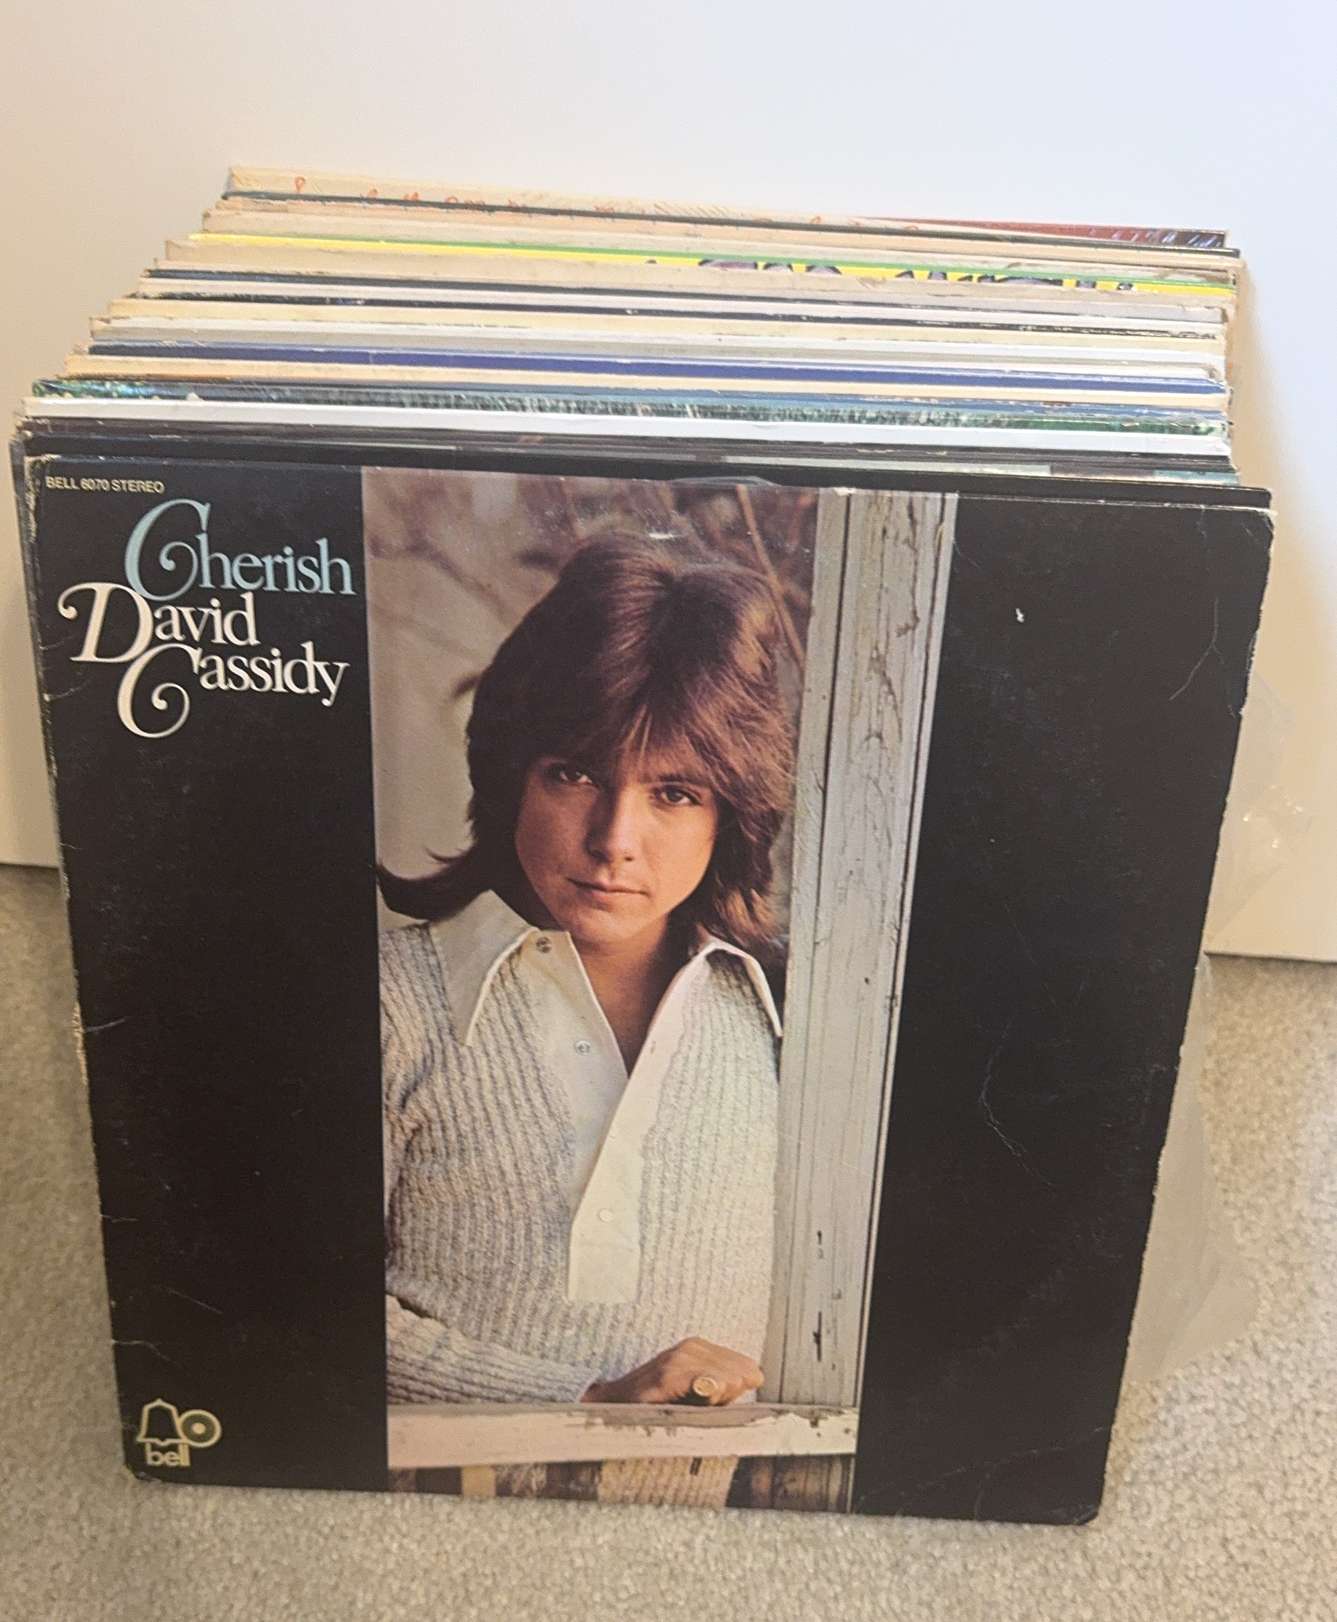 BELL 6070 STEREO
Cherish
David
Cassidy
bell